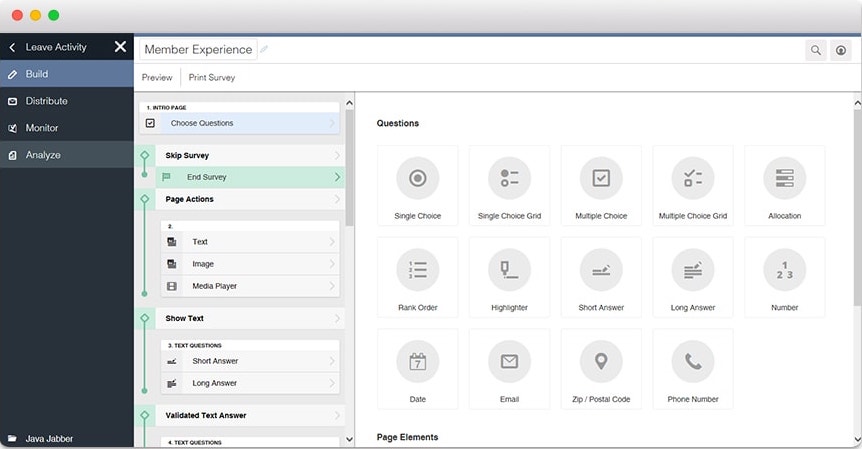 Leave Activity
Build
Distribute
Monitor
Analyze
Java Jabber
Member Experience
Preview
Print Survey
1. INTRO PAGE
Choose Questions
Skip Survey
End Survey
Page Actions
2.
Text
Image
Media Player
Show Text
3. TEXT QUESTIONS
Short Answer
Long Answer
Validated Text Answer
4. TEXT QUESTIONS
Questions
Single Choice
Single Choice Grid
Multiple Choice
Multiple Choice Grid
Allocation
1
2
3
Rank Order
Highlighter
Short Answer
Long Answer
1
2 3
Number
7
Date
Email
Zip / Postal Code
Phone Number
Page Elements